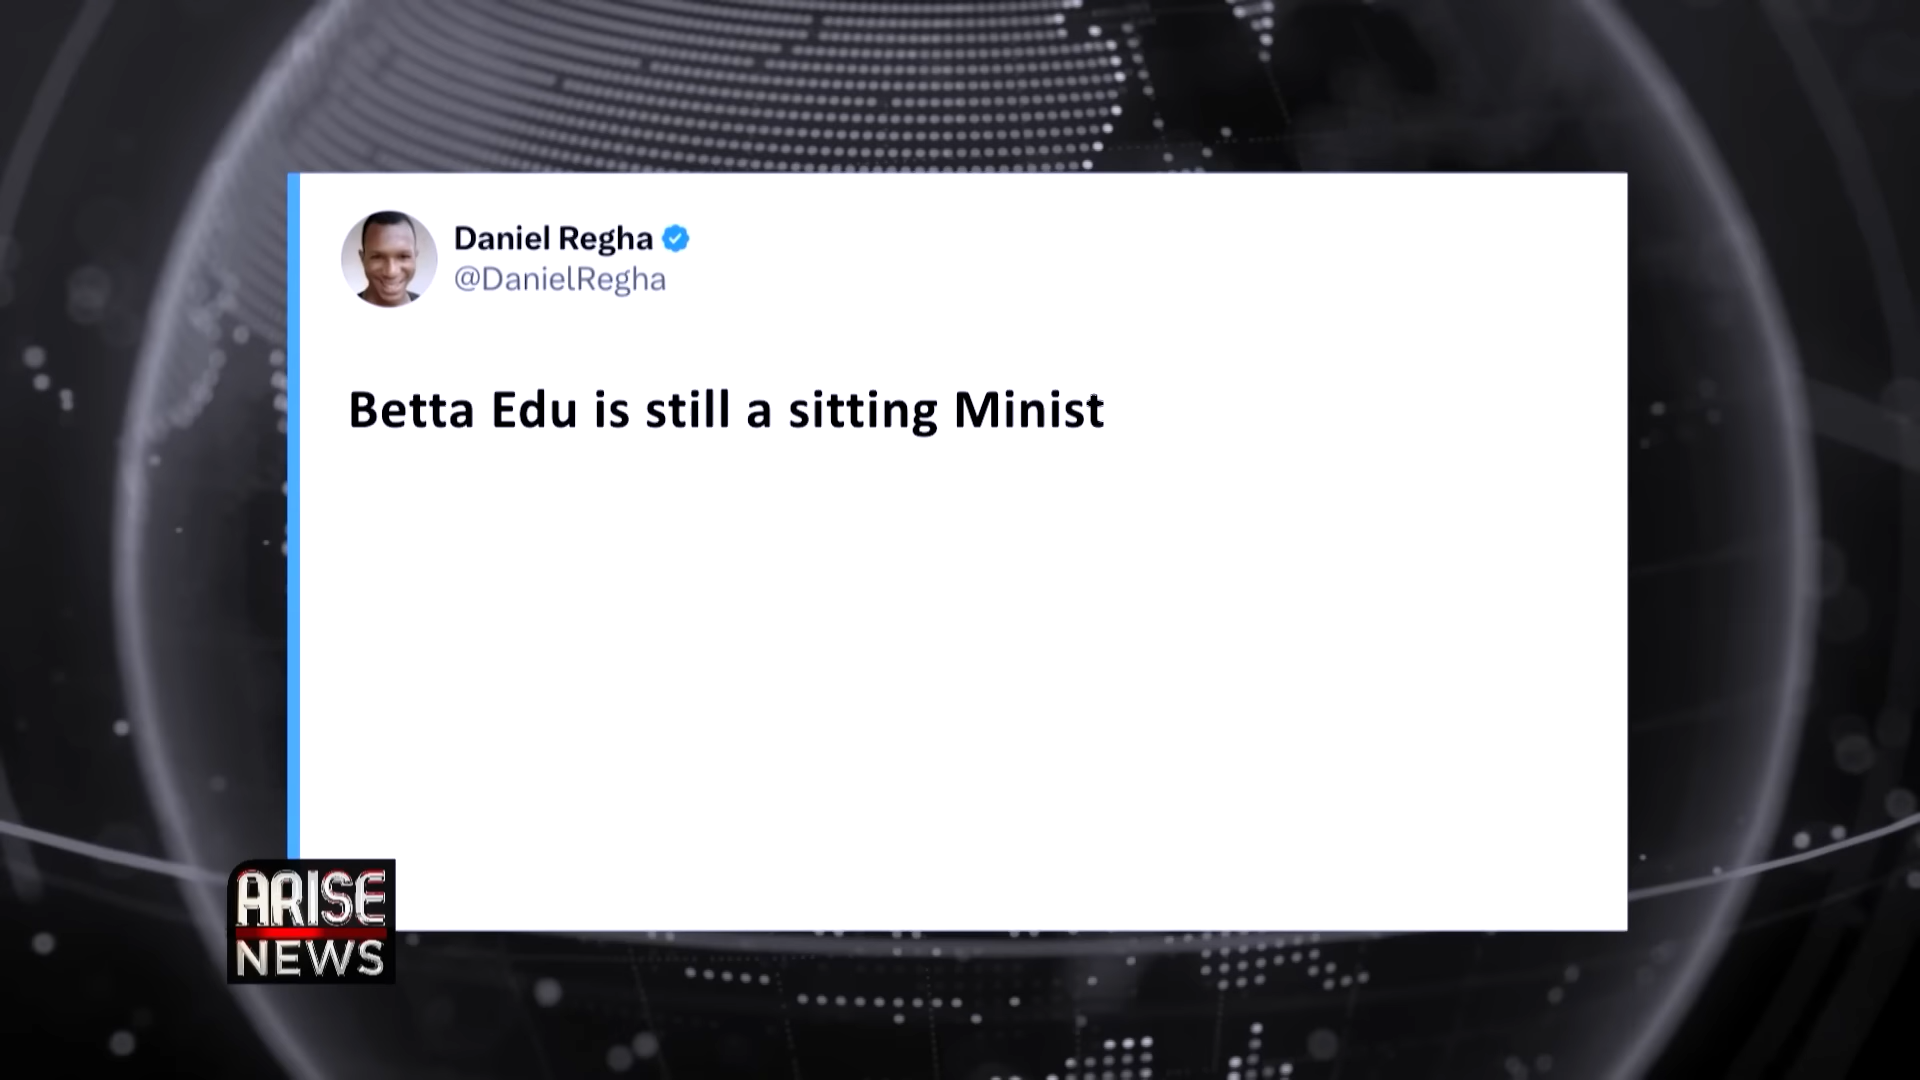 Daniel Regha
@DanielRegha
Betta Edu is still a sitting Minist
ARISE
NEWS